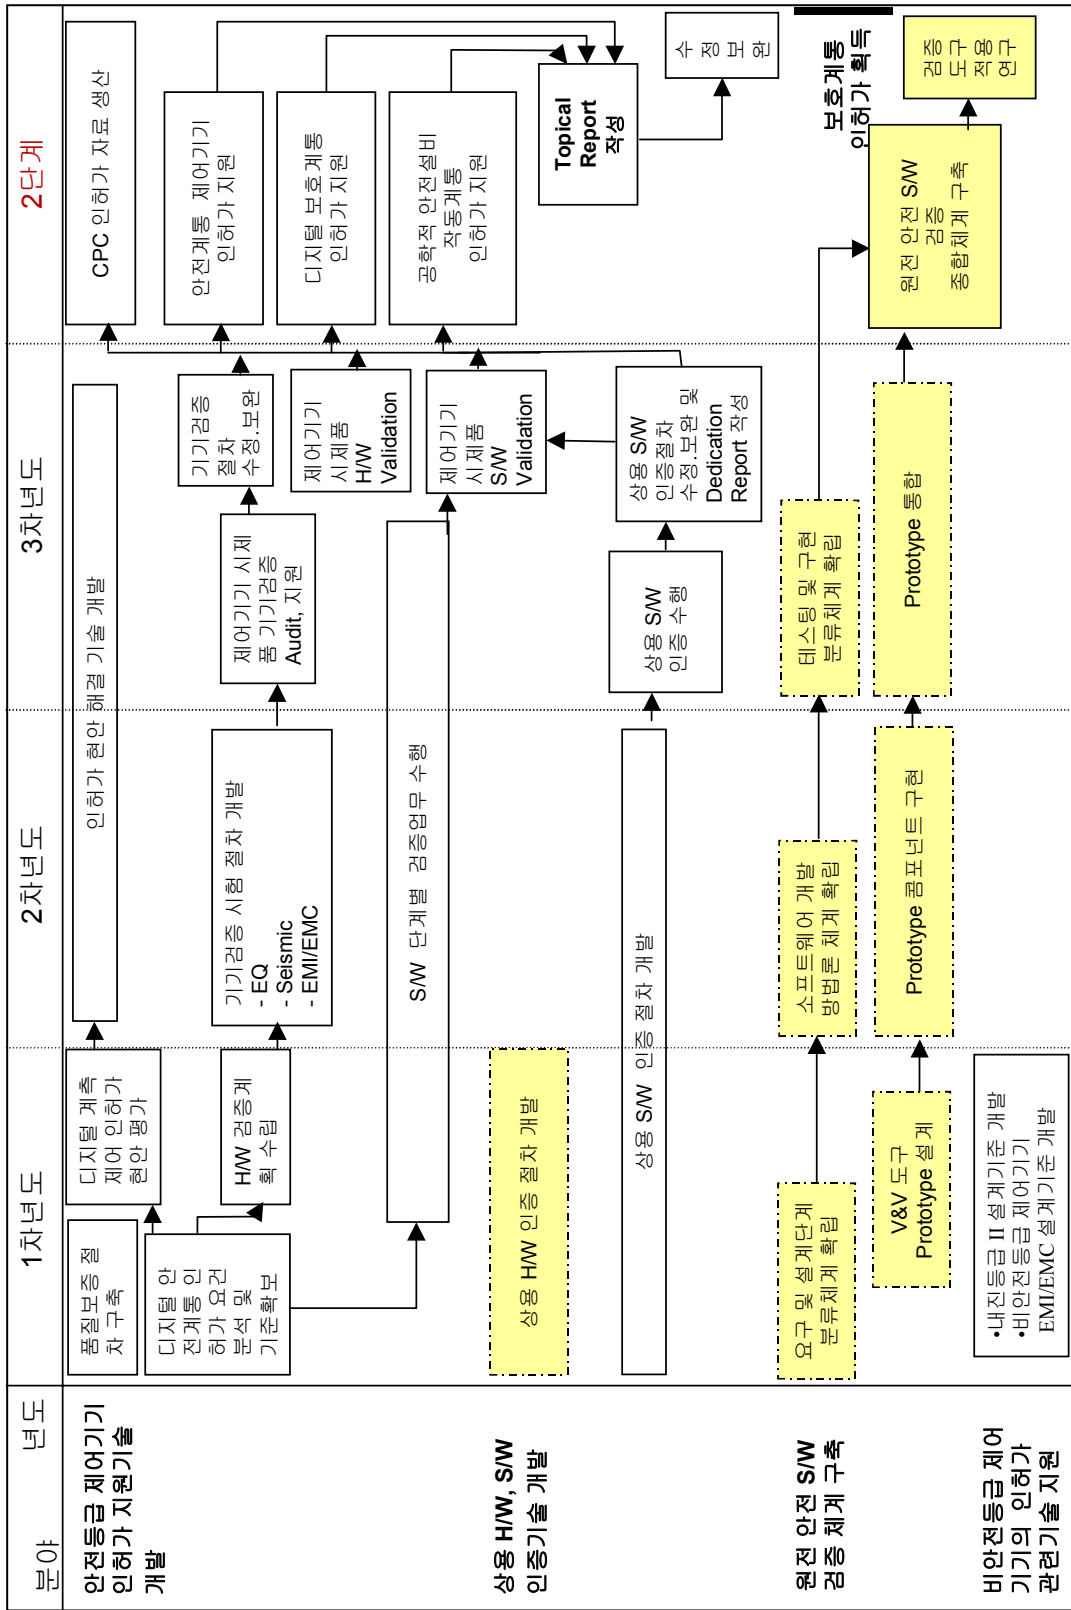 분야
년도
1차년도
2차년도
3차년도
2단계
안전등급 제어기기
인허가 지원기술
개발
품질보증 절
차 구축
디지털 계측
제어 인허가
현안 평가
인허가 현안 해결 기술 개발
CPC 인허가 자료 생산
디지털 안
전계통 인
허가 요건
분석 및
기준확보
H/W 검증계
획 수립
기기검증 시험 절차 개발
- EQ
- Seismic
- EMI/EMC
제어기기 시제
품 기기검증
Audit, 지원
기기검증
절차
수정.보완
안전계통 제어기기
인허가 지원
제어기기
시제품
H/W
Validation
디지털 보호계통
인허가 지원
S/W 단계별 검증업무 수행
제어기기
시제품
S/W
Validation
공학적 안전설비
작동계통
인허가 지원
Topical
Report
작성
수
정보
완
상용 H/W, S/W
인증기술 개발
상용 H/W 인증 절차 개발
상용 S/W 인증 절차 개발
상용 S/W
인증 수행
상용 S/W
인증절차
수정.보완 및
Dedication
Report 작성
원전 안전 S/W
검증 체계 구축
요구 및 설계단계
분류체계 확립
소프트웨어 개발
방법론 체계 확립
테스팅 및 구현
분류체계 확립
보호계통
인허가 획득
V&V 도구
Prototype 설계
Prototype 콤포넌트 구현
Prototype 통합
원전 안전 S/W
검증
종합체계 구축
검증
도구
적용
연구
비안전등급 제어
기기의 인허가
관련기술 지원
•내진등급 II 설계기준 개발
•비안전등급 제어기기
EMI/EMC 설계기준 개발